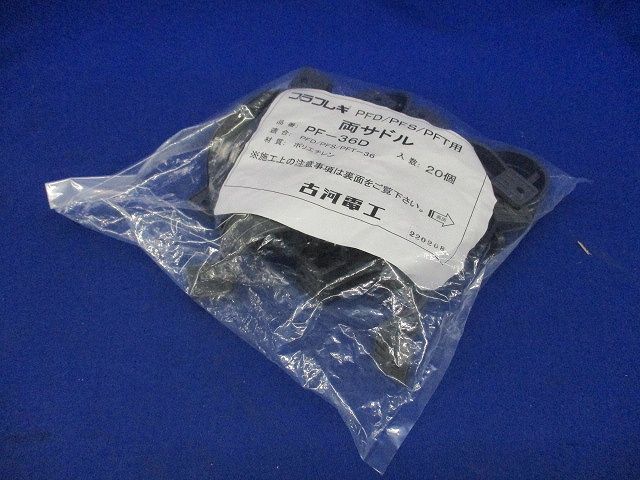 プラフレキ PFD/PFS/PFT用
両サドル
品番: PF-36D 入数: 20個
適合: PFD/PFS/PFT-36
材質: ポリエチレン
※施工上の注意事項は裏面をご覧下さい。
古河電工